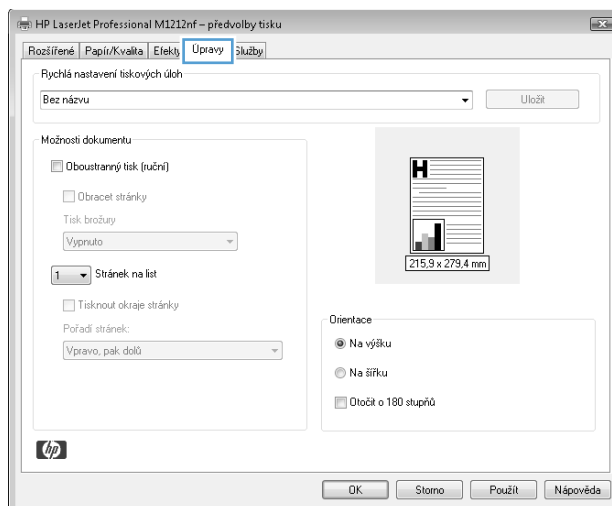 HP LaserJet Professional M1212nf – předvolby tisku
Rozšířené Papír/Kvalita Efekty Úpravy Služby
Rychlá nastavení tiskových úloh
Bez názvu Uložit
Možnosti dokumentu
Oboustranný tisk (ruční)
Obracet stránky
Tisk brožury
Vypnuto
1 Stránek na list
Tisknout okraje stránky
Pořadí stránek:
Vpravo, pak dolů
H
215,9 x 279,4 mm
Orientace
Na výšku
Na šířku
Otočit o 180 stupňů
hp
OK Storno Použít Nápověda